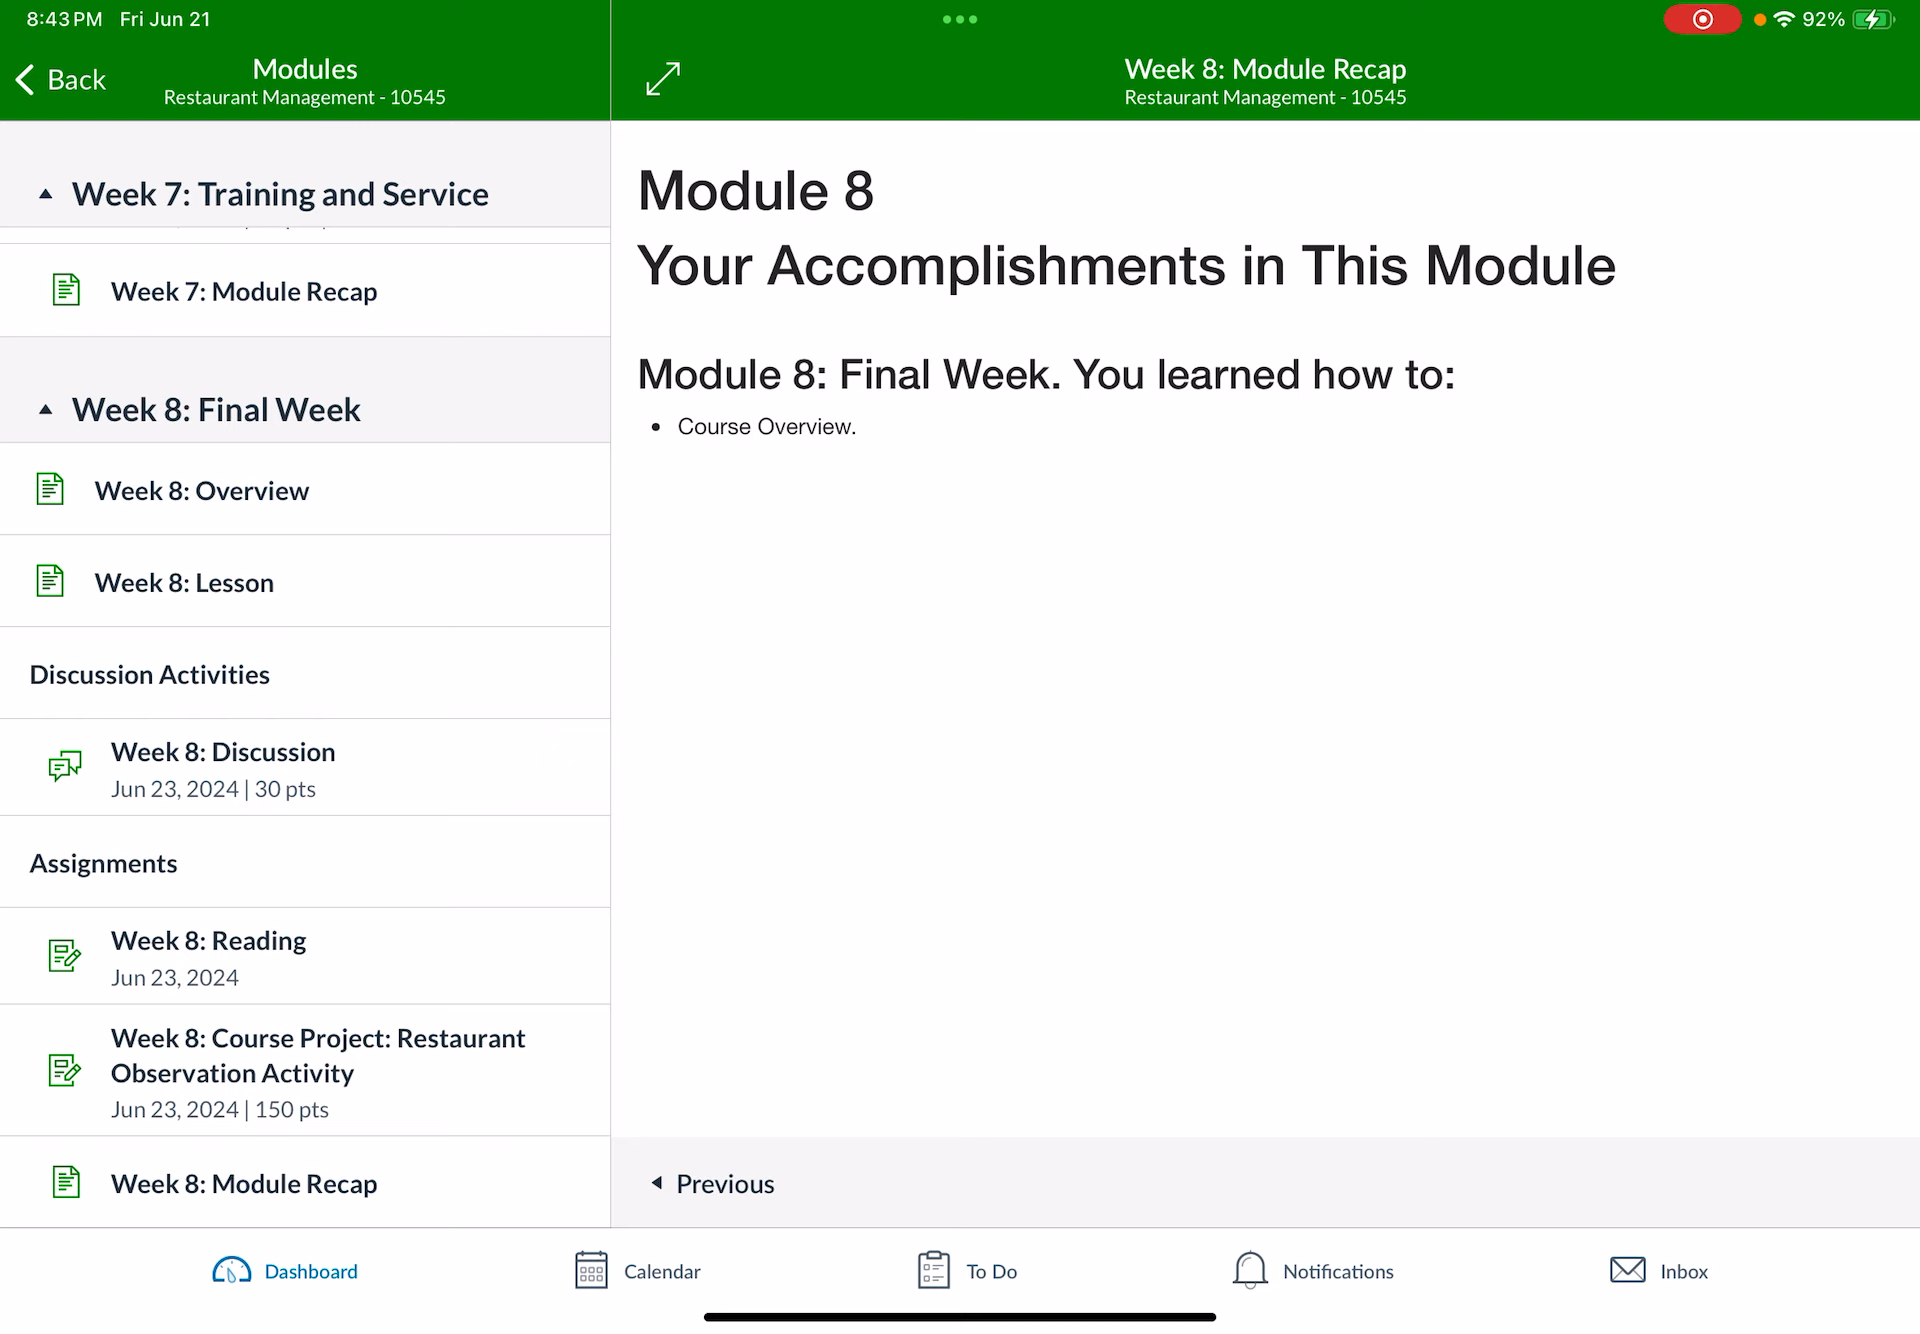 8:43 PM Fri Jun 21
92%
Back
Modules
Restaurant Management - 10545
Week 8: Module Recap
Restaurant Management - 10545
Week 7: Training and Service
Week 7: Module Recap
Week 8: Final Week
Week 8: Overview
Week 8: Lesson
Discussion Activities
Week 8: Discussion
Jun 23, 2024 | 30 pts
Assignments
Week 8: Reading
Jun 23, 2024
Week 8: Course Project: Restaurant
Observation Activity
Jun 23, 2024 | 150 pts
Week 8: Module Recap
Module 8
Your Accomplishments in This Module
Module 8: Final Week. You learned how to:
• Course Overview.
Previous
Dashboard
Calendar
To Do
Notifications
Inbox